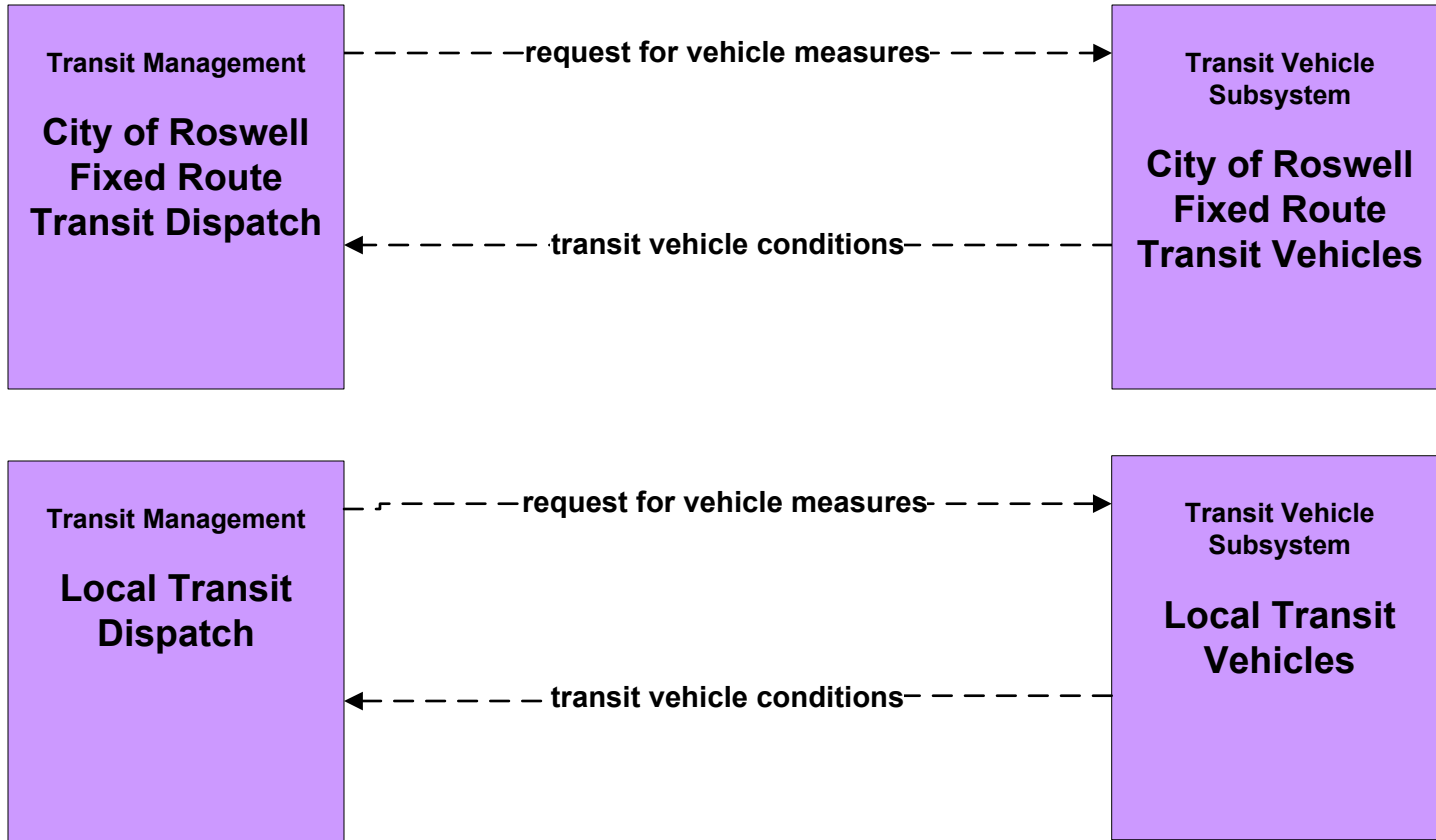 Transit Management
City of Roswell
Fixed Route
Transit Dispatch
request for vehicle measures
transit vehicle conditions
Transit Vehicle
Subsystem
City of Roswell
Fixed Route
Transit Vehicles
Transit Management
Local Transit
Dispatch
request for vehicle measures
transit vehicle conditions
Transit Vehicle
Subsystem
Local Transit
Vehicles